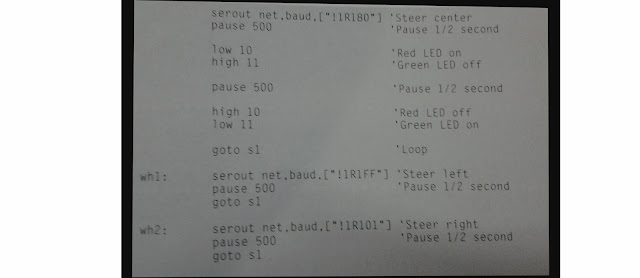 serout net,baud,["!1R180"] 'Steer center
pause 500 'Pause 1/2 second
low 10 'Red LED on
high 11 'Green LED off
pause 500 'Pause 1/2 second
high 10 'Red LED off
low 11 'Green LED on
goto s1 'Loop
wh1: serout net,baud,["!1R1FF"] 'Steer left
pause 500 'Pause 1/2 second
goto s1
wh2: serout net,baud,["!1R101"] 'Steer right
pause 500 'Pause 1/2 second
goto s1